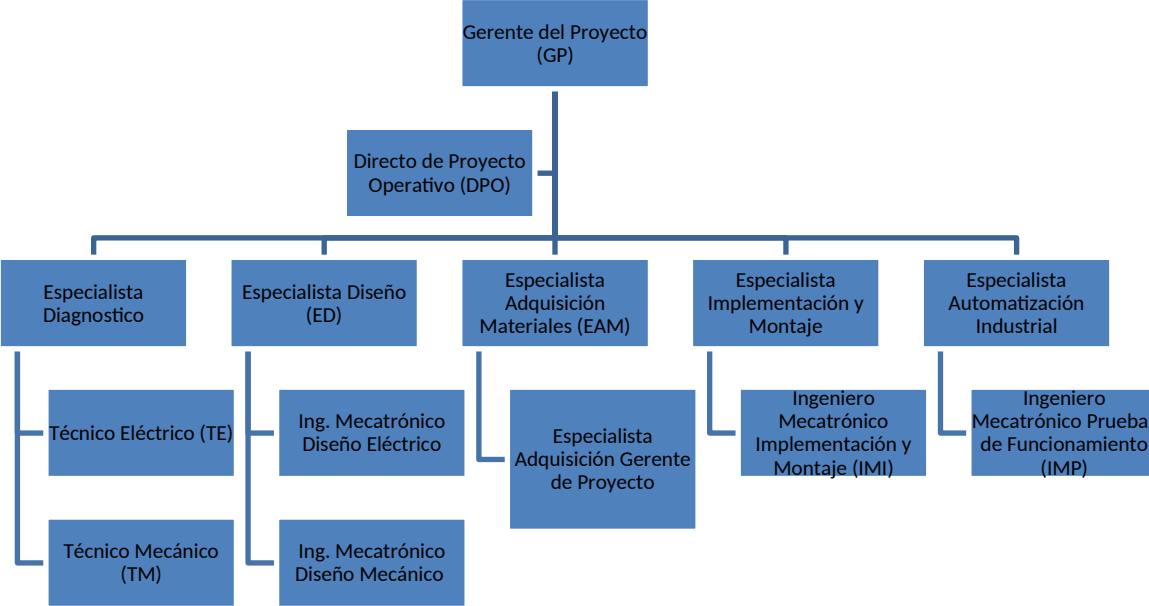 Gerente del Proyecto
(GP)
Directo de Proyecto
Operativo (DPO)
Especialista
Diagnostico
Especialista Diseño
(ED)
Especialista
Adquisición
Materiales (EAM)
Especialista
Implementación y
Montaje
Especialista
Automatización
Industrial
Técnico Eléctrico (TE)
Ing. Mecatrónico
Diseño Eléctrico
Especialista
Adquisición Gerente
de Proyecto
Ingeniero
Mecatrónico
Implementación y
Montaje (IMI)
Ingeniero
Mecatrónico Prueba
de Funcionamiento
(IMP)
Técnico Mecánico
(TM)
Ing. Mecatrónico
Diseño Mecánico